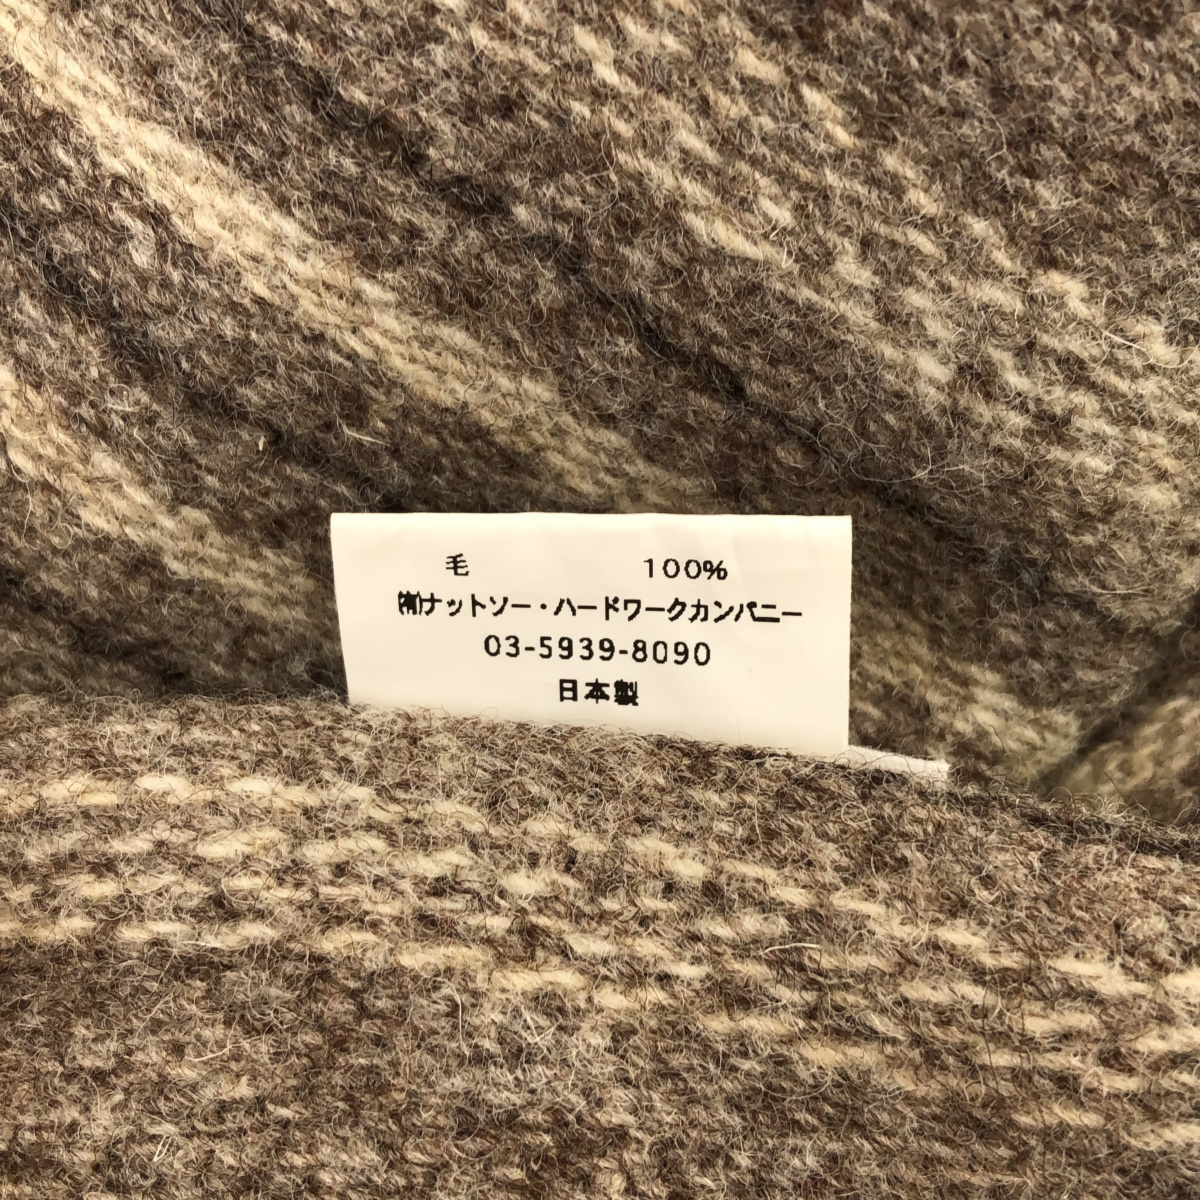 毛 100%
(有)ナットソー・ハードワークカンパニー
03-5939-8090
日本製